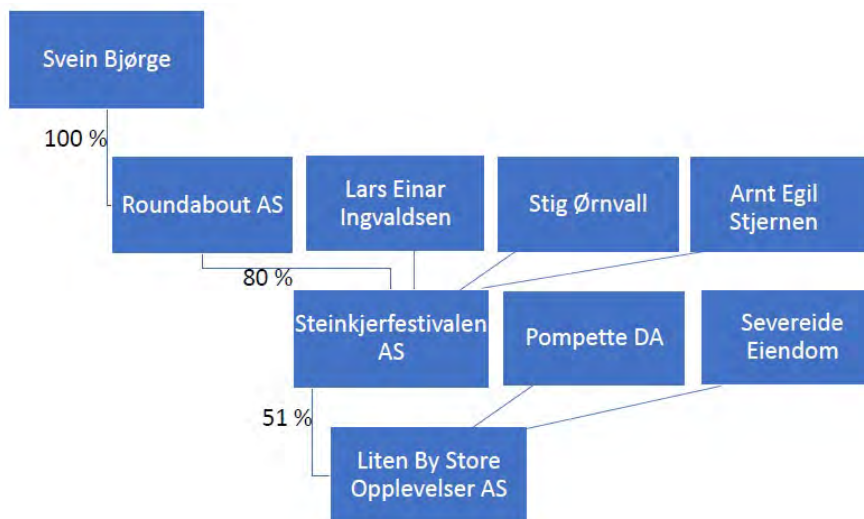 Svein Bjørge
100 %
Roundabout AS
Lars Einar
Ingvaldsen
Stig Ørnvall
Arnt Egil
Stjernen
80 %
Steinkjerfestivalen
AS
Pompette DA
Severeide
Eiendom
51 %
Liten By Store
Opplevelser AS